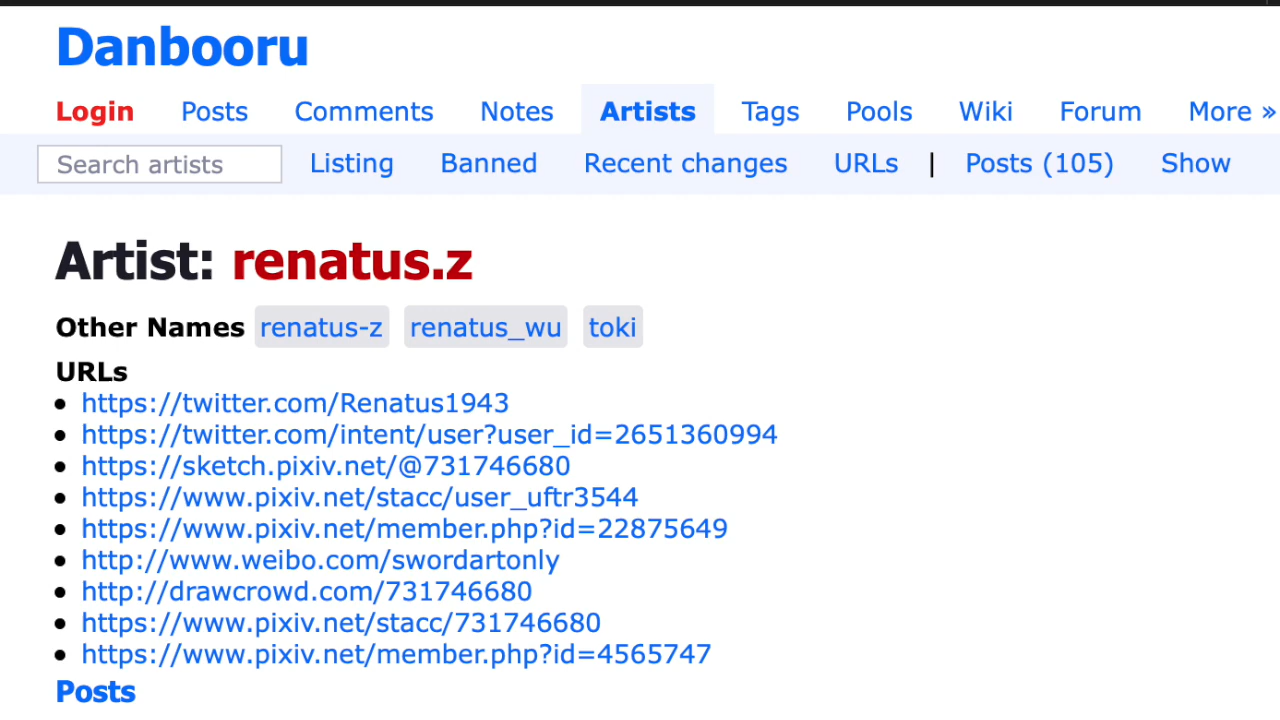 Danbooru
Login Posts Comments Notes Artists Tags Pools Wiki Forum More »
Search artists Listing Banned Recent changes URLs | Posts (105) Show
Artist: renatus.z
Other Names renatus-z renatus_wu toki
URLs
• https://twitter.com/Renatus1943
• https://twitter.com/intent/user?user_id=2651360994
• https://sketch.pixiv.net/@731746680
• https://www.pixiv.net/stacc/user_uftr3544
• https://www.pixiv.net/member.php?id=22875649
• http://www.weibo.com/swordartonly
• http://drawcrowd.com/731746680
• https://www.pixiv.net/stacc/731746680
• https://www.pixiv.net/member.php?id=4565747
Posts